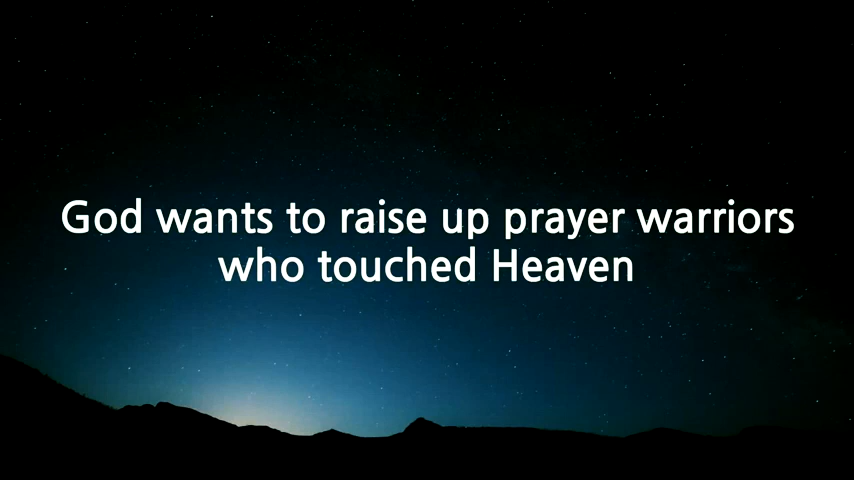 God wants to raise up prayer warriors
who touched Heaven